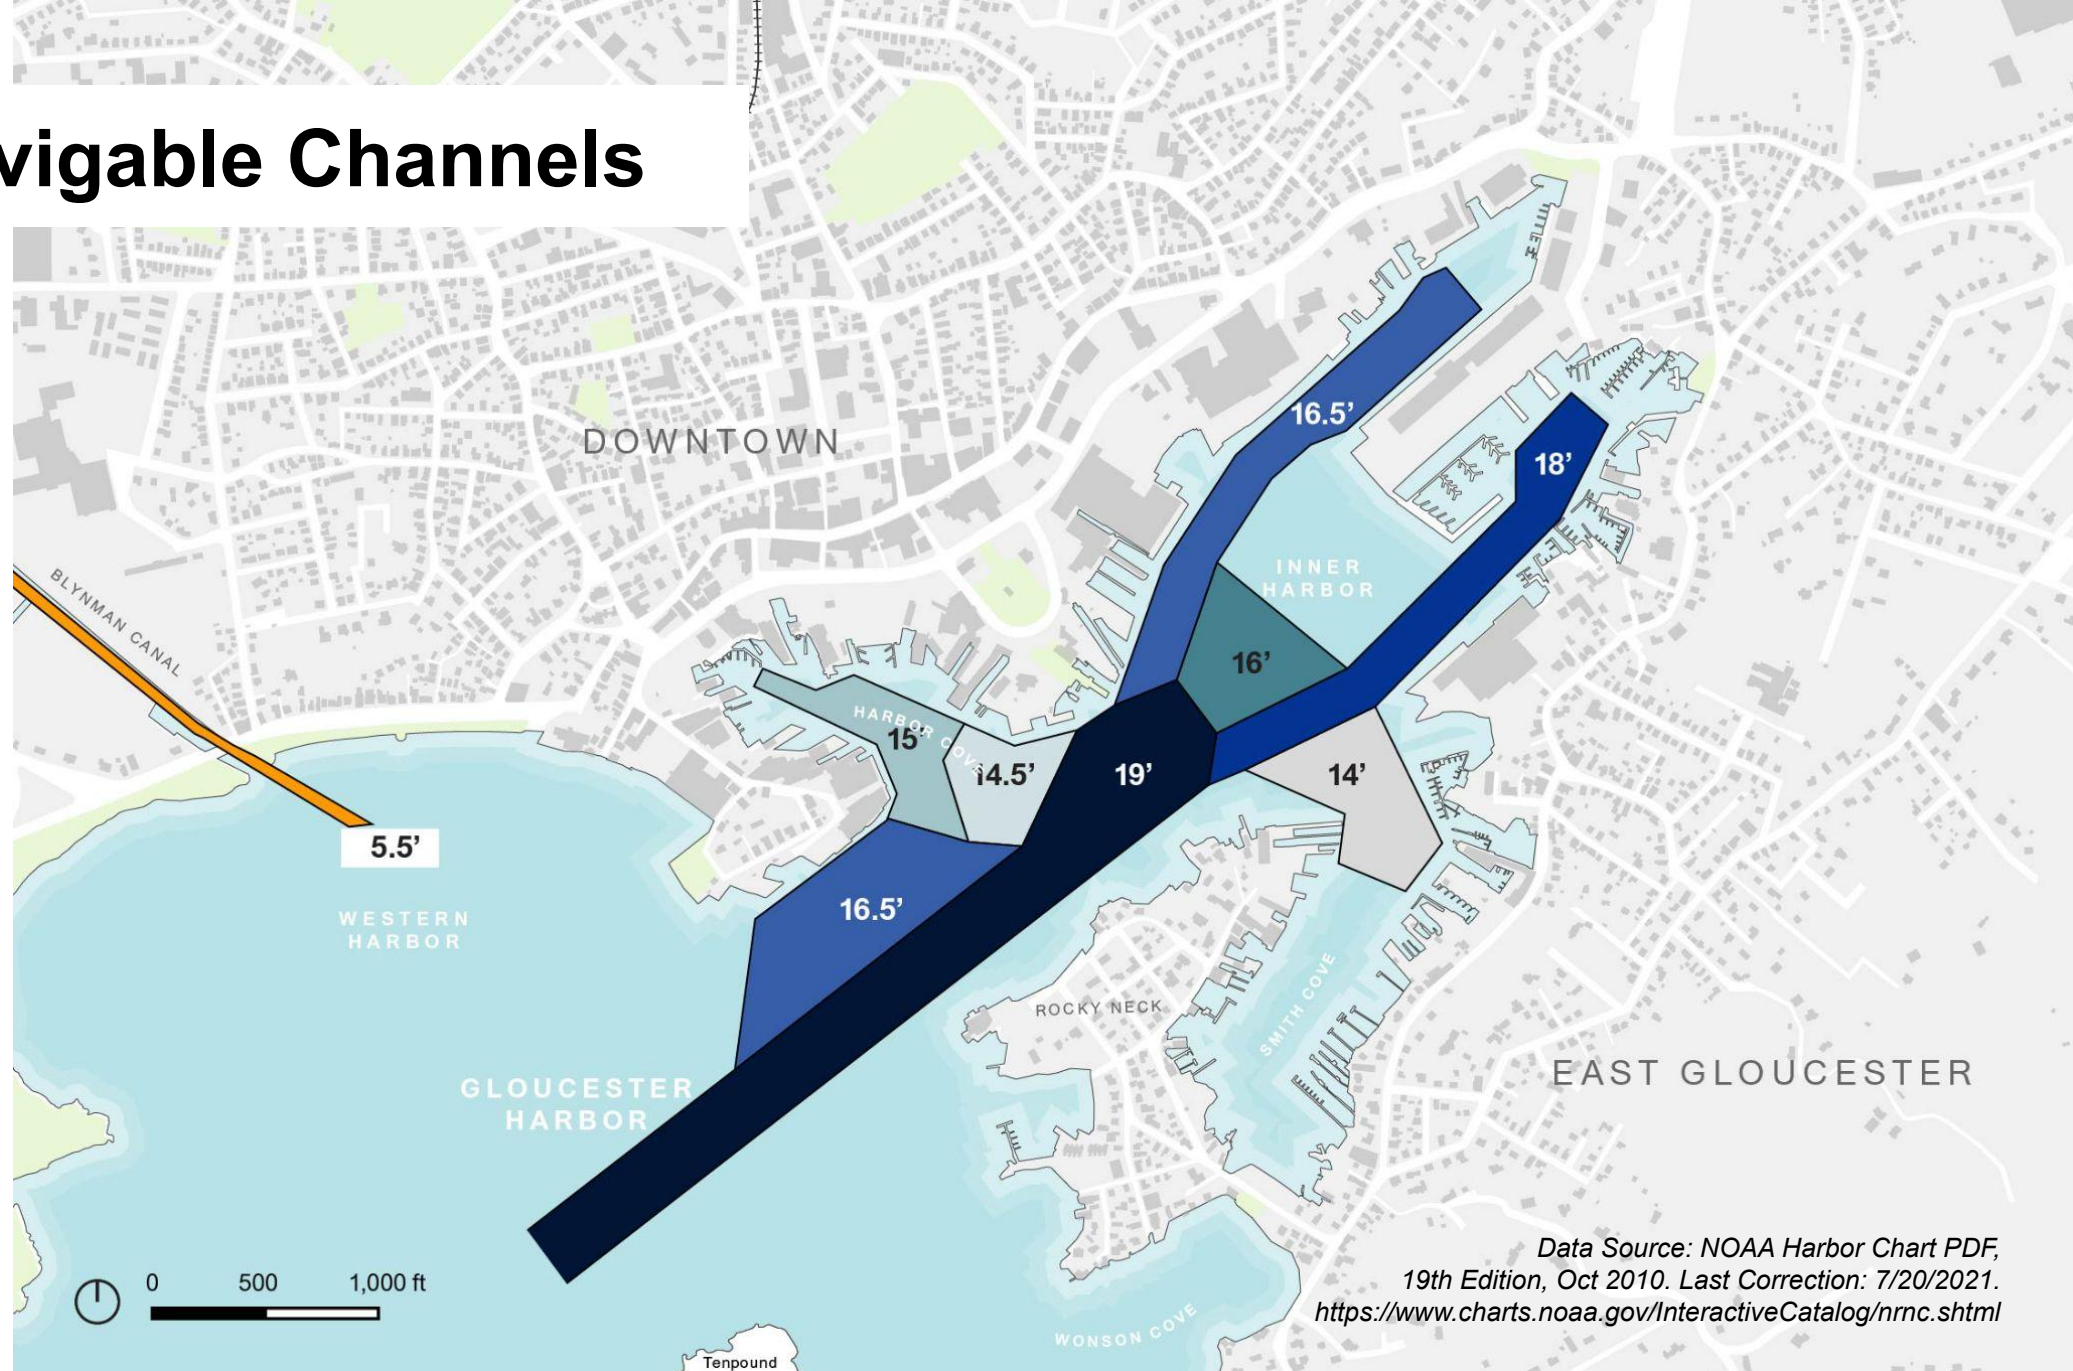 vigable Channels
DOWNTOWN
16.5’
18’
BLYNMAN CANAL
INNER
HARBOR
16’
HARBOR COVE
15’
14.5’
19’
14’
5.5’
16.5’
WESTERN
HARBOR
SMITH COVE
ROCKY NECK
EAST GLOUCESTER
GLOUCESTER
HARBOR
0 500 1,000 ft
Data Source: NOAA Harbor Chart PDF,
19th Edition, Oct 2010. Last Correction: 7/20/2021.
https://www.charts.noaa.gov/InteractiveCatalog/nrnc.shtml
WONSON COVE
Tenpound